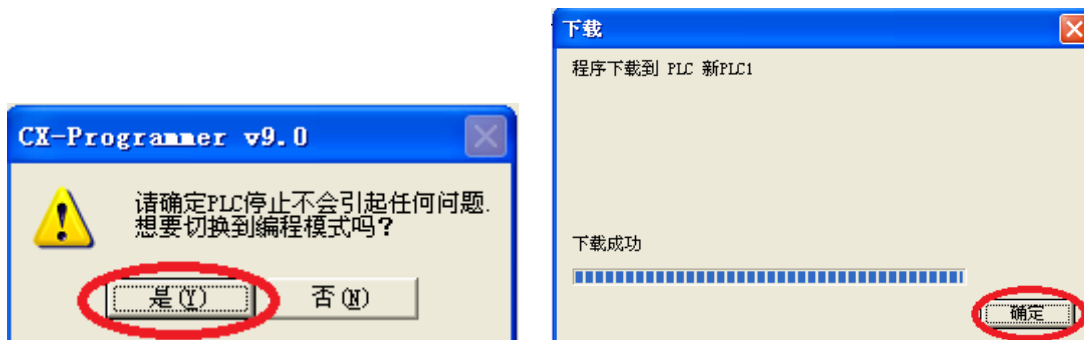 CX-Programmer v9.0
请确定PLC停止不会引起任何问题.
想要切换到编程模式吗?
是(Y)
否(N)
下载
程序下载到 PLC 新PLC1
下载成功
确定